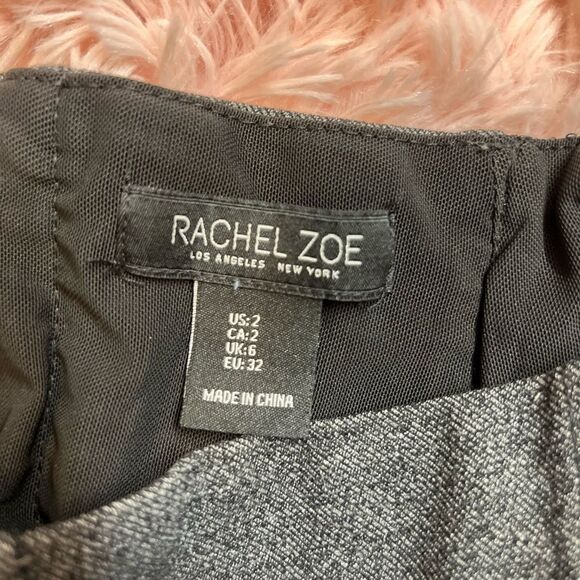 RACHEL ZOE
LOS ANGELES NEW YORK
US:2
CA:2
UK:6
EU:32
MADE IN CHINA